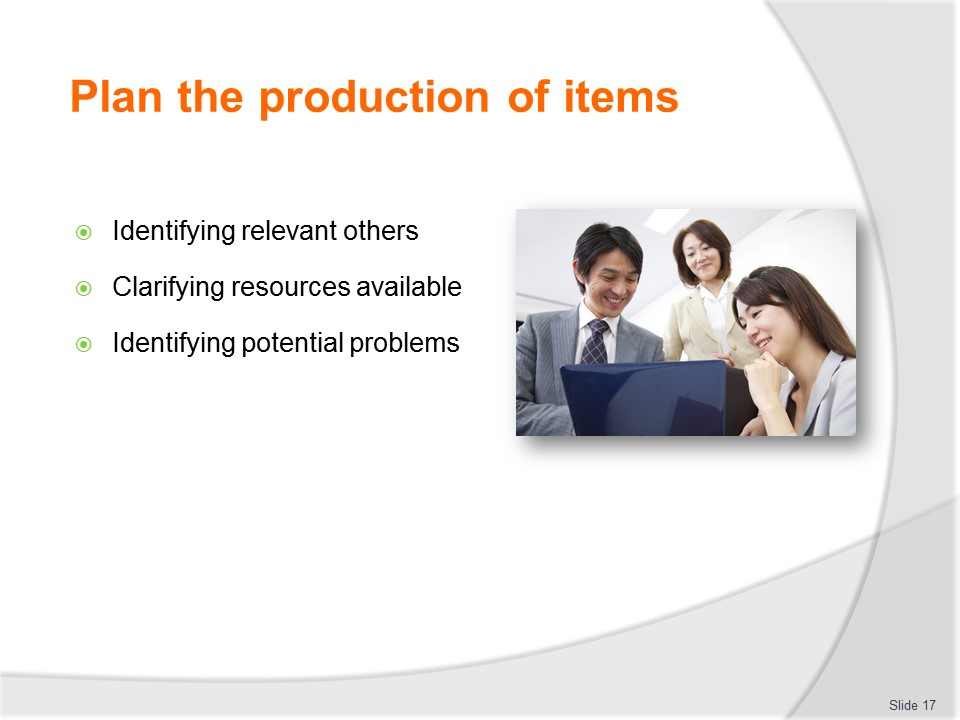 Plan the production of items
Identifying relevant others
Clarifying resources available
Identifying potential problems
Slide 17